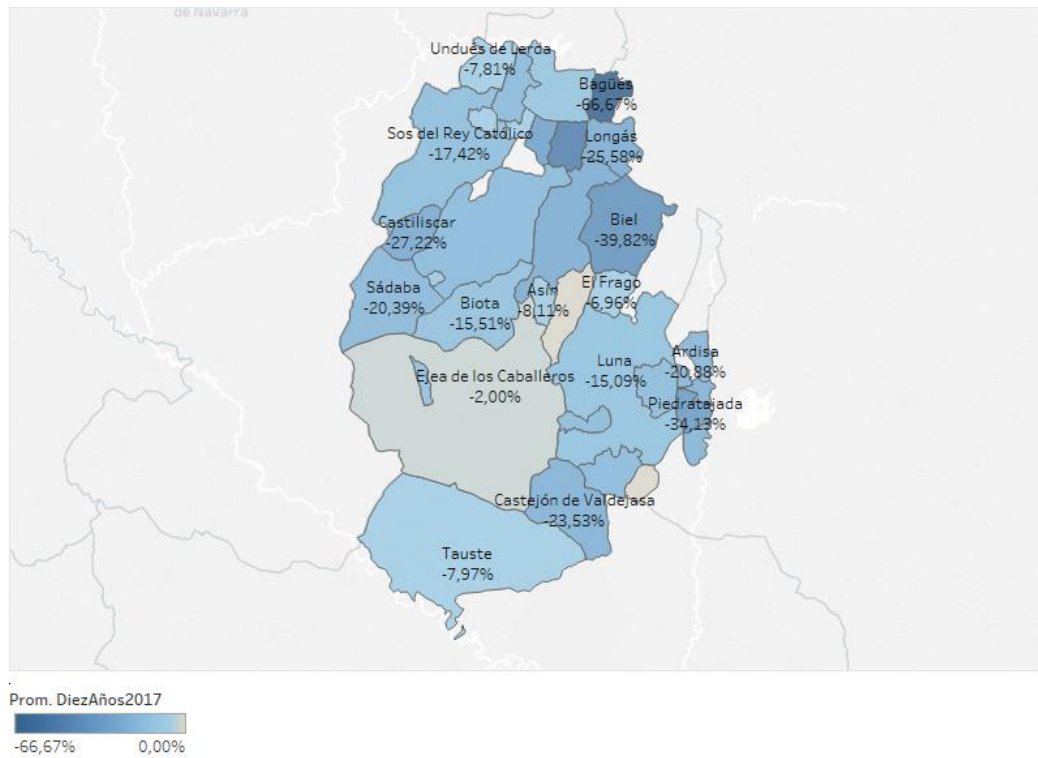 de Navarra
Undués de Lerda
-7,81%
Bagüés
-66,67%
Sos del Rey Católico
-17,42%
Longás
-25,58%
Castiliscar
-27,22%
Biel
-39,82%
Sádaba
-20,39%
Biota
-15,51%
Asín
-8,11%
El Frago
-6,96%
Ejea de los Caballeros
-2,00%
Luna
-15,09%
Ardisa
-20,88%
Piedratajada
-34,13%
Castejón de Valdejasa
-23,53%
Tauste
-7,97%
Prom. DiezAños2017
-66,67% 0,00%